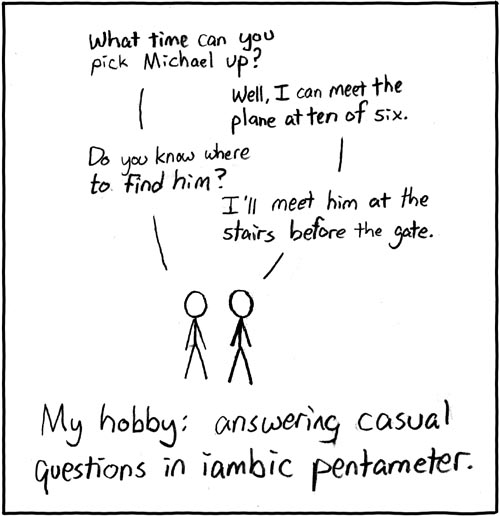 What time can you
pick Michael up?
Well, I can meet the
plane at ten of six.
Do you know where
to find him?
I'll meet him at the
stairs before the gate.
My hobby: answering casual
questions in iambic pentameter.